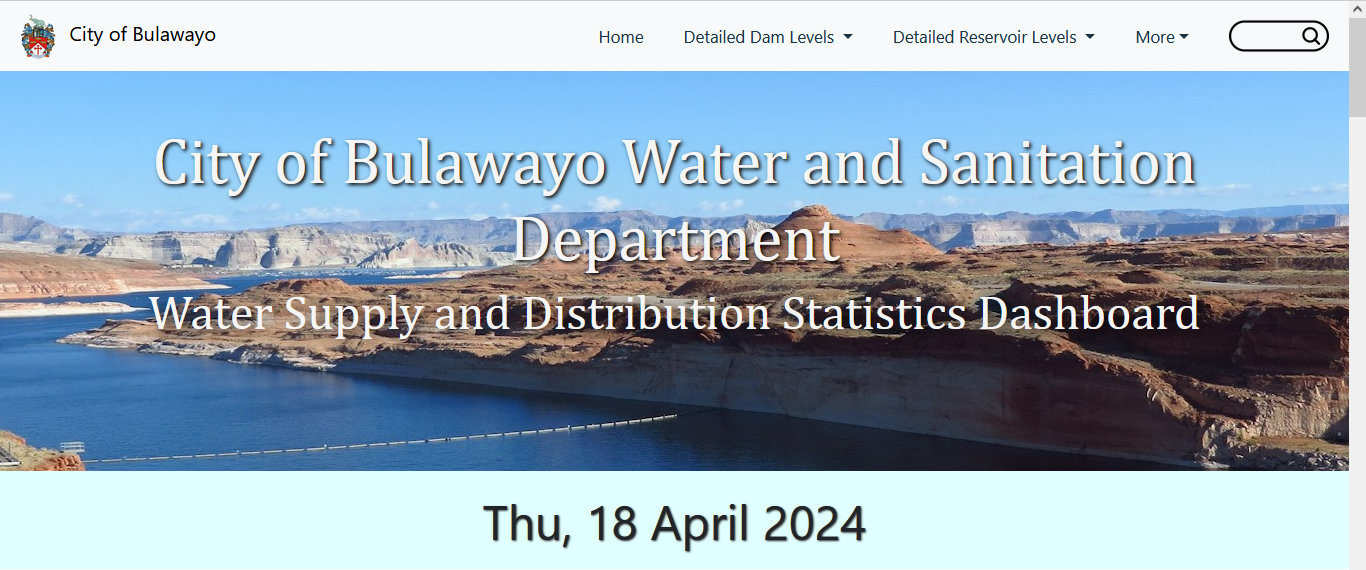 City of Bulawayo
Home
Detailed Dam Levels
Detailed Reservoir Levels
More
City of Bulawayo Water and Sanitation
Department
Water Supply and Distribution Statistics Dashboard
Thu, 18 April 2024